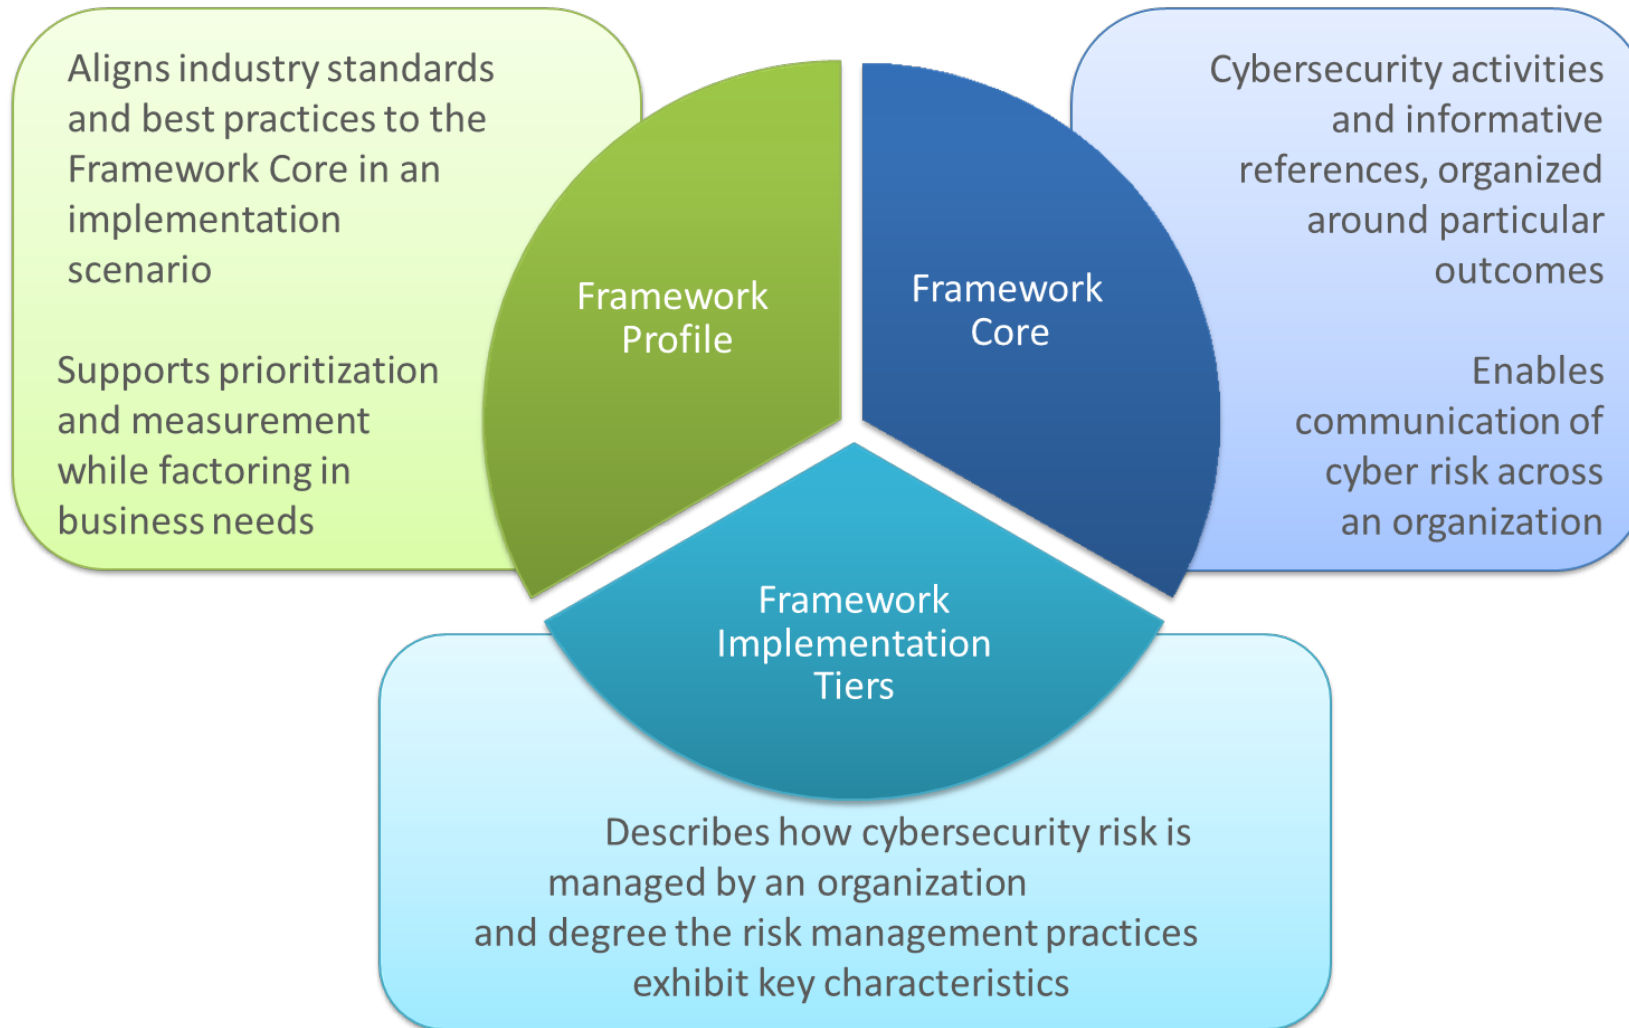 Aligns industry standards
and best practices to the
Framework Core in an
implementation
scenario
Supports prioritization
and measurement
while factoring in
business needs
Framework
Profile
Framework
Core
Cybersecurity activities
and informative
references, organized
around particular
outcomes
Enables
communication of
cyber risk across
an organization
Framework
Implementation
Tiers
Describes how cybersecurity risk is
managed by an organization
and degree the risk management practices
exhibit key characteristics